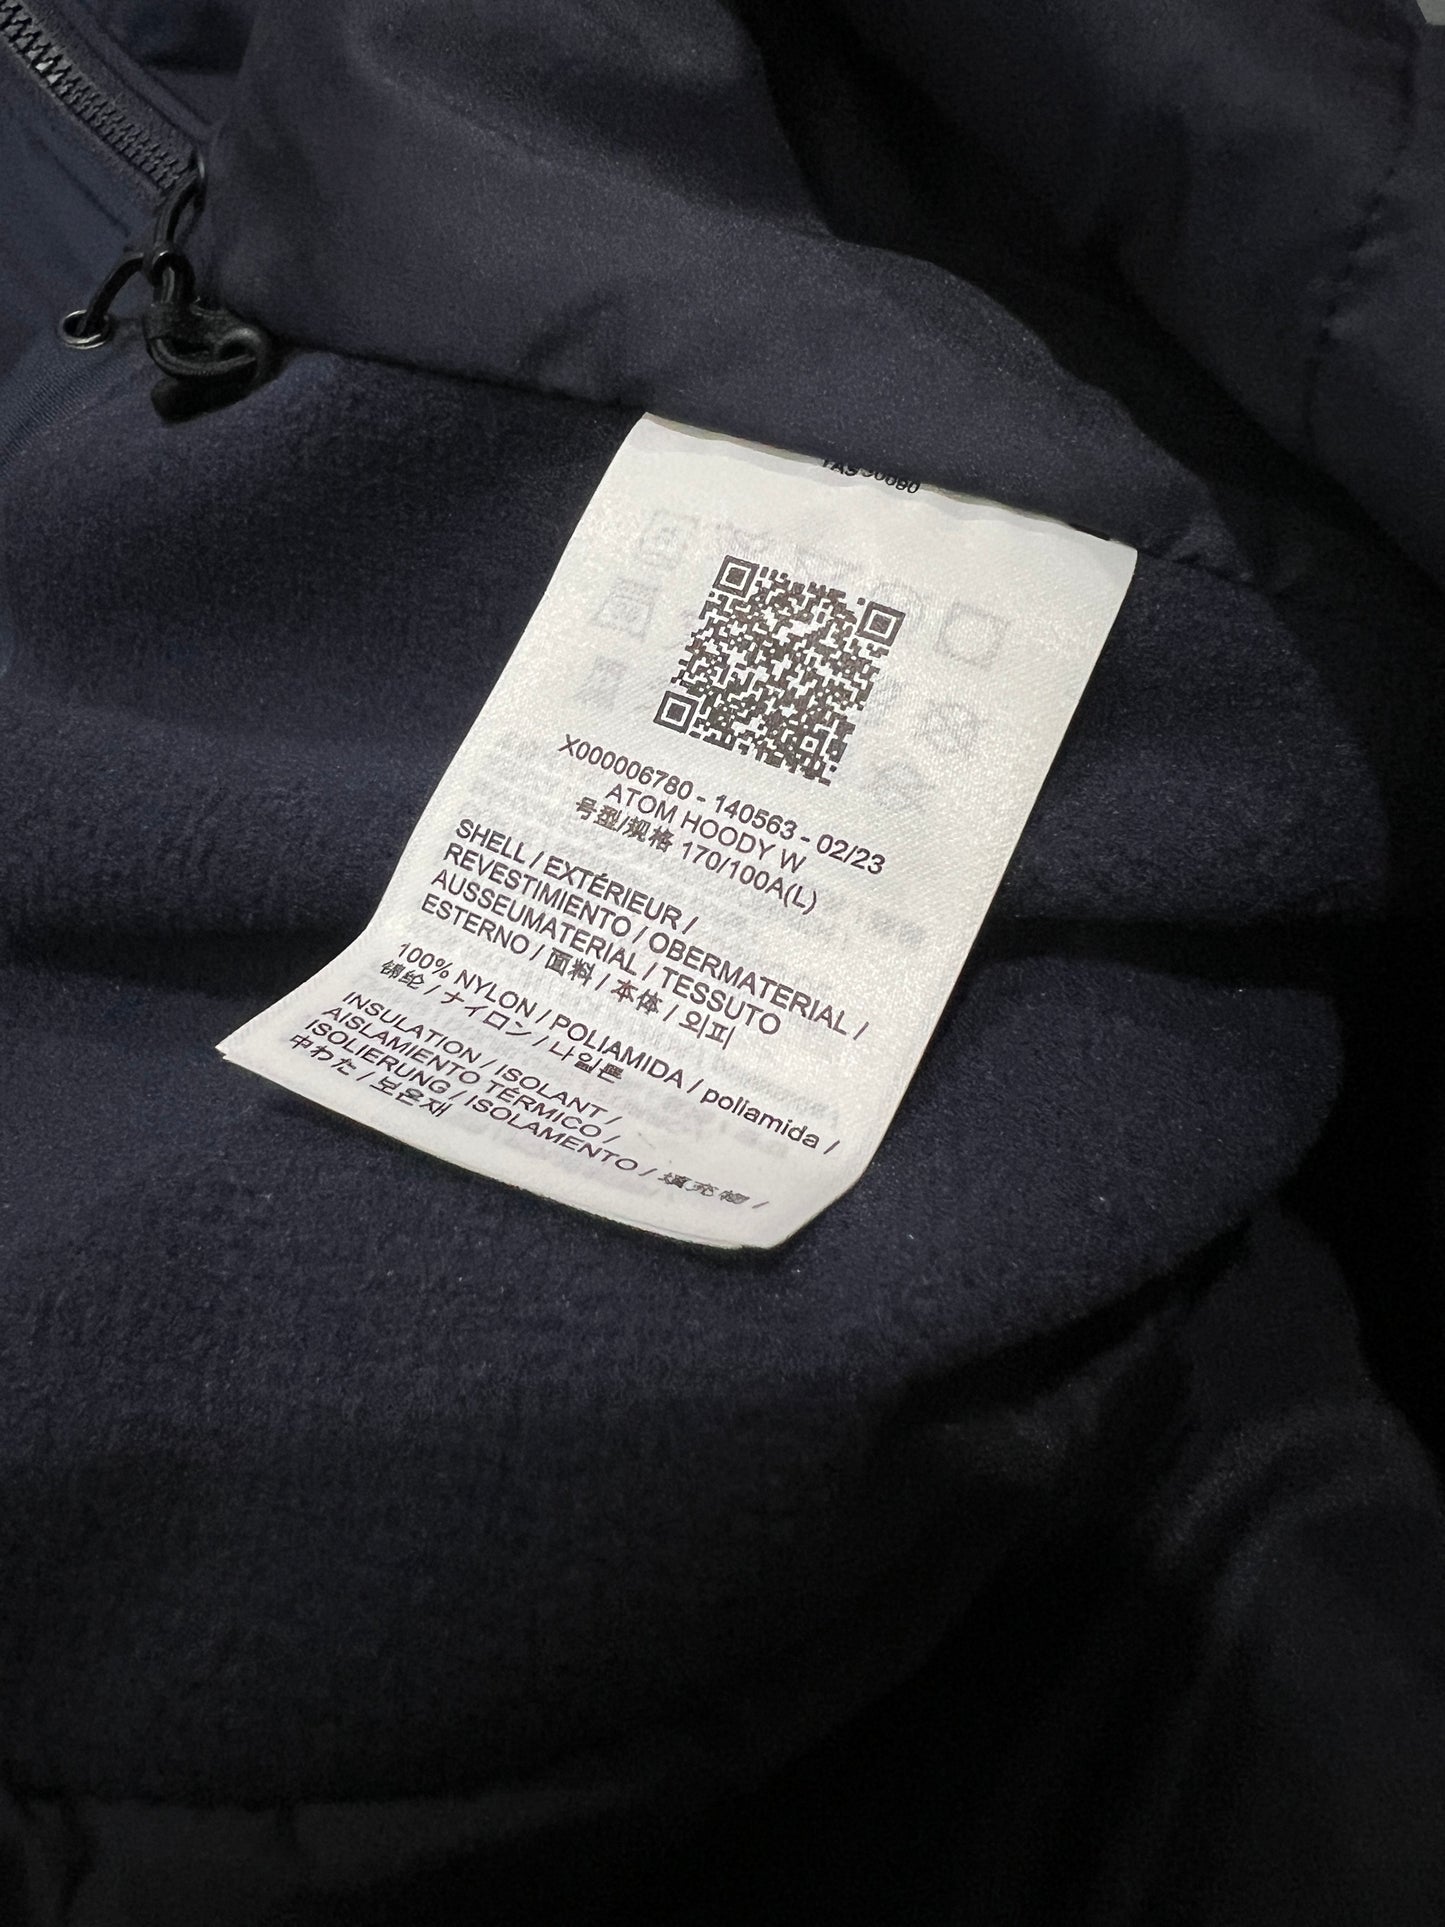 X000006780 - 140563 - 02/23
ATOM HOODY W
号型/规格 170/100A(L)
SHELL / EXTÉRIEUR /
REVESTIMIENTO / OBERMATERIAL /
AUSSEUMATERIAL / TESSUTO
ESTERNO / 面料 / 本体 / 외피
100% NYLON / POLIAMIDA / poliamida /
锦纶 / ナイロン / 나일론
INSULATION / ISOLANT /
AISLAMIENTO TÉRMICO /
ISOLIERUNG / ISOLAMENTO / 填充物 /
中わた / 보온재